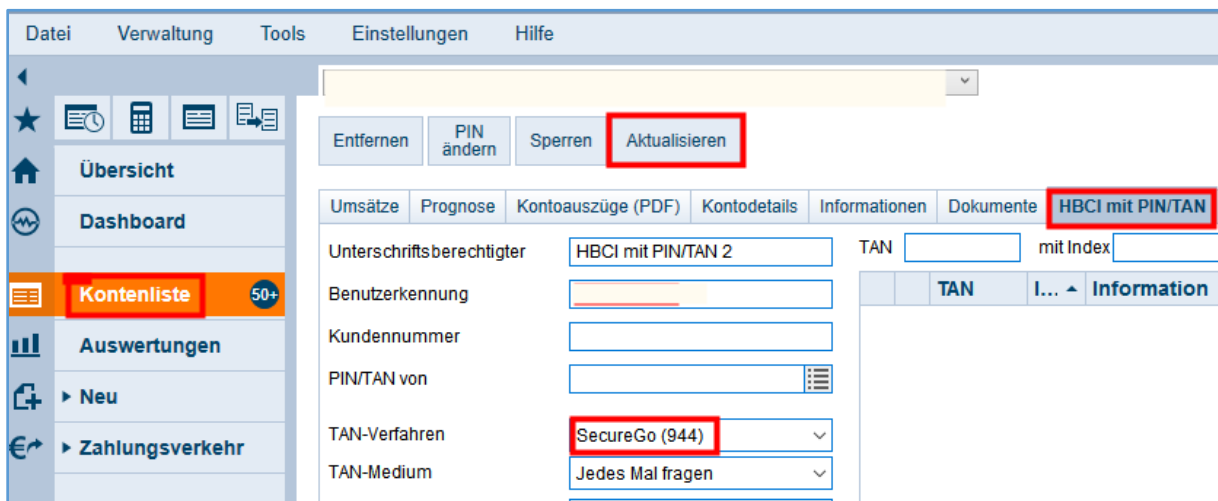 Datei Verwaltung Tools Einstellungen Hilfe
Entfernen PIN ändern Sperren Aktualisieren
Übersicht
Dashboard
Kontenliste 50+
Auswertungen
Neu
Zahlungsverkehr
Umsätze Prognose Kontoauszüge (PDF) Kontodetails Informationen Dokumente HBCI mit PIN/TAN
Unterschriftsberechtigter HBCI mit PIN/TAN 2
Benutzerkennung
Kundennummer
PIN/TAN von
TAN-Verfahren SecureGo (944)
TAN-Medium Jedes Mal fragen
TAN mit Index
TAN I... Information